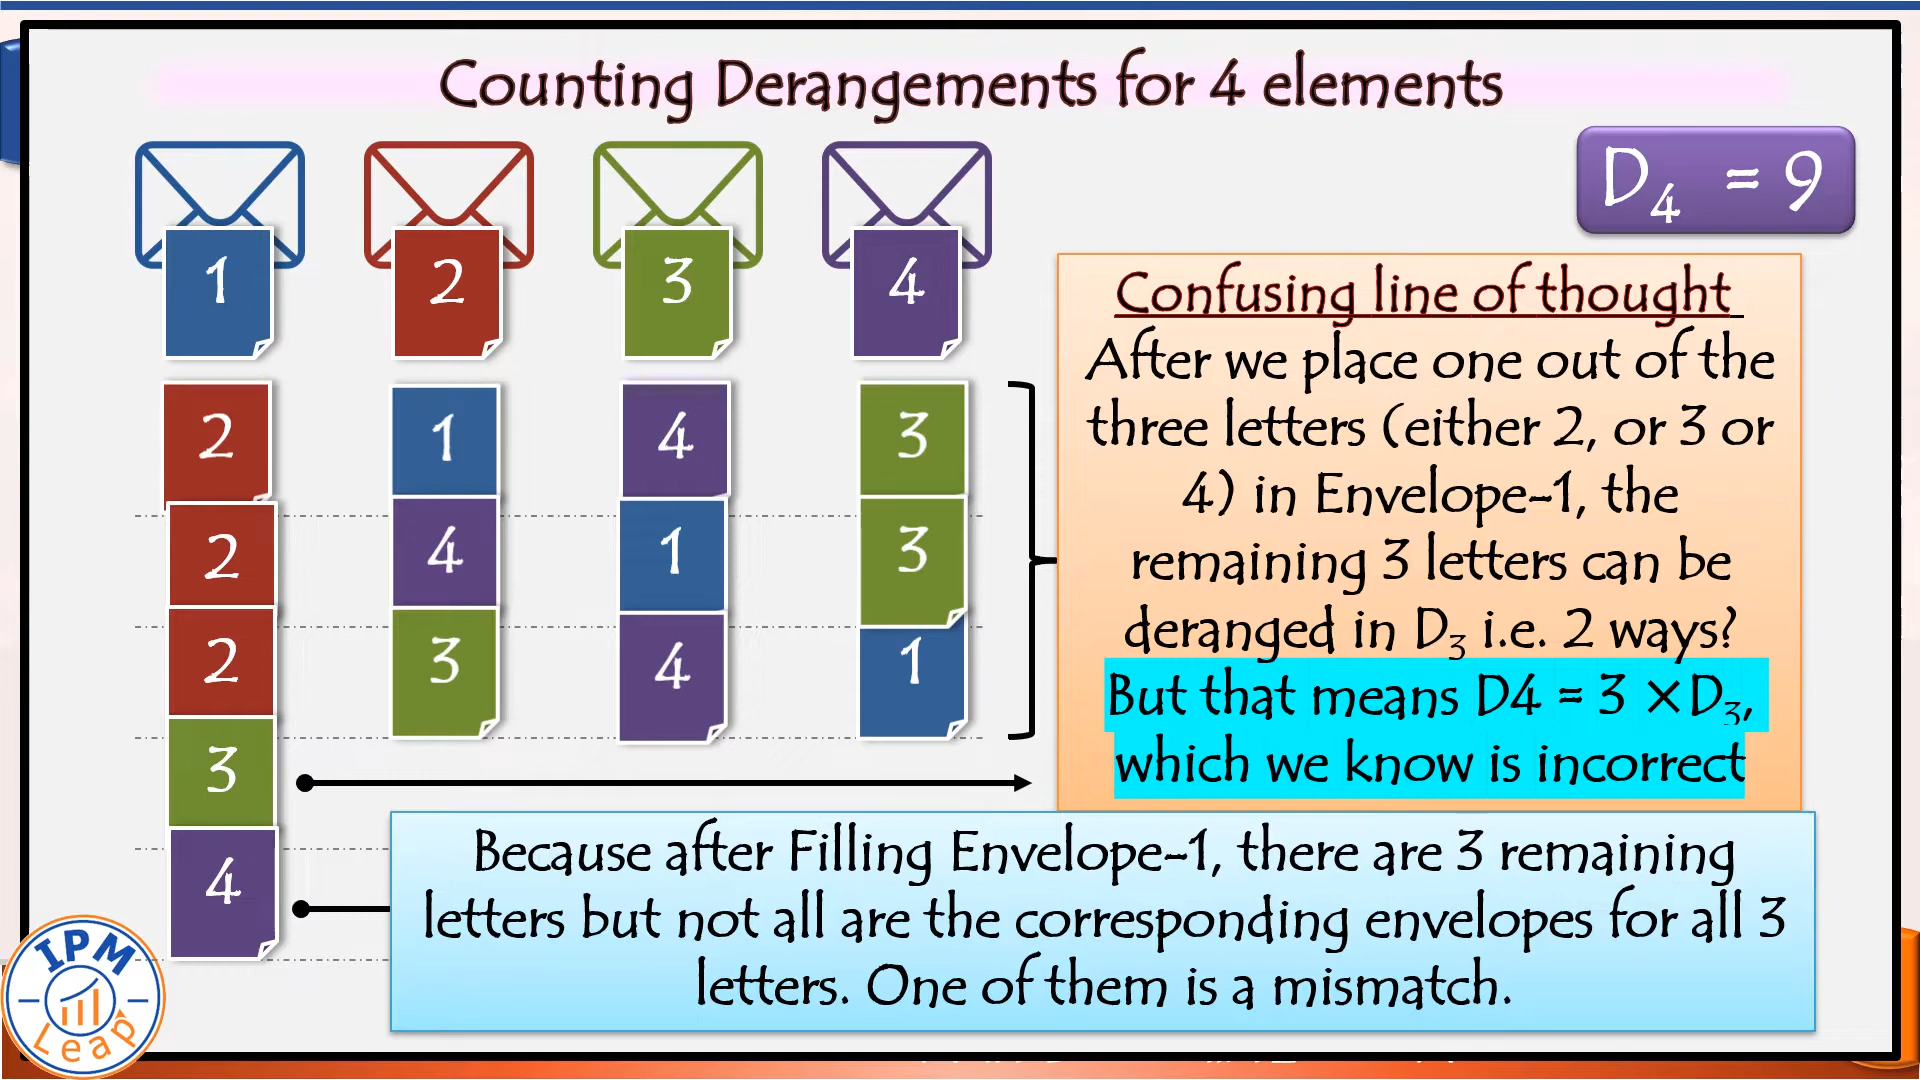 Counting Derangements for 4 elements
D4 = 9
1 2 3 4
2 1 4 3
2 4 1 3
2 3 4 1
3
4
Confusing line of thought
After we place one out of the
three letters (either 2, or 3 or
4) in Envelope-1, the
remaining 3 letters can be
deranged in D3 i.e. 2 ways?
But that means D4 = 3 ×D3,
which we know is incorrect
Because after Filling Envelope-1, there are 3 remaining
letters but not all are the corresponding envelopes for all 3
letters. One of them is a mismatch.
IPM
Leap